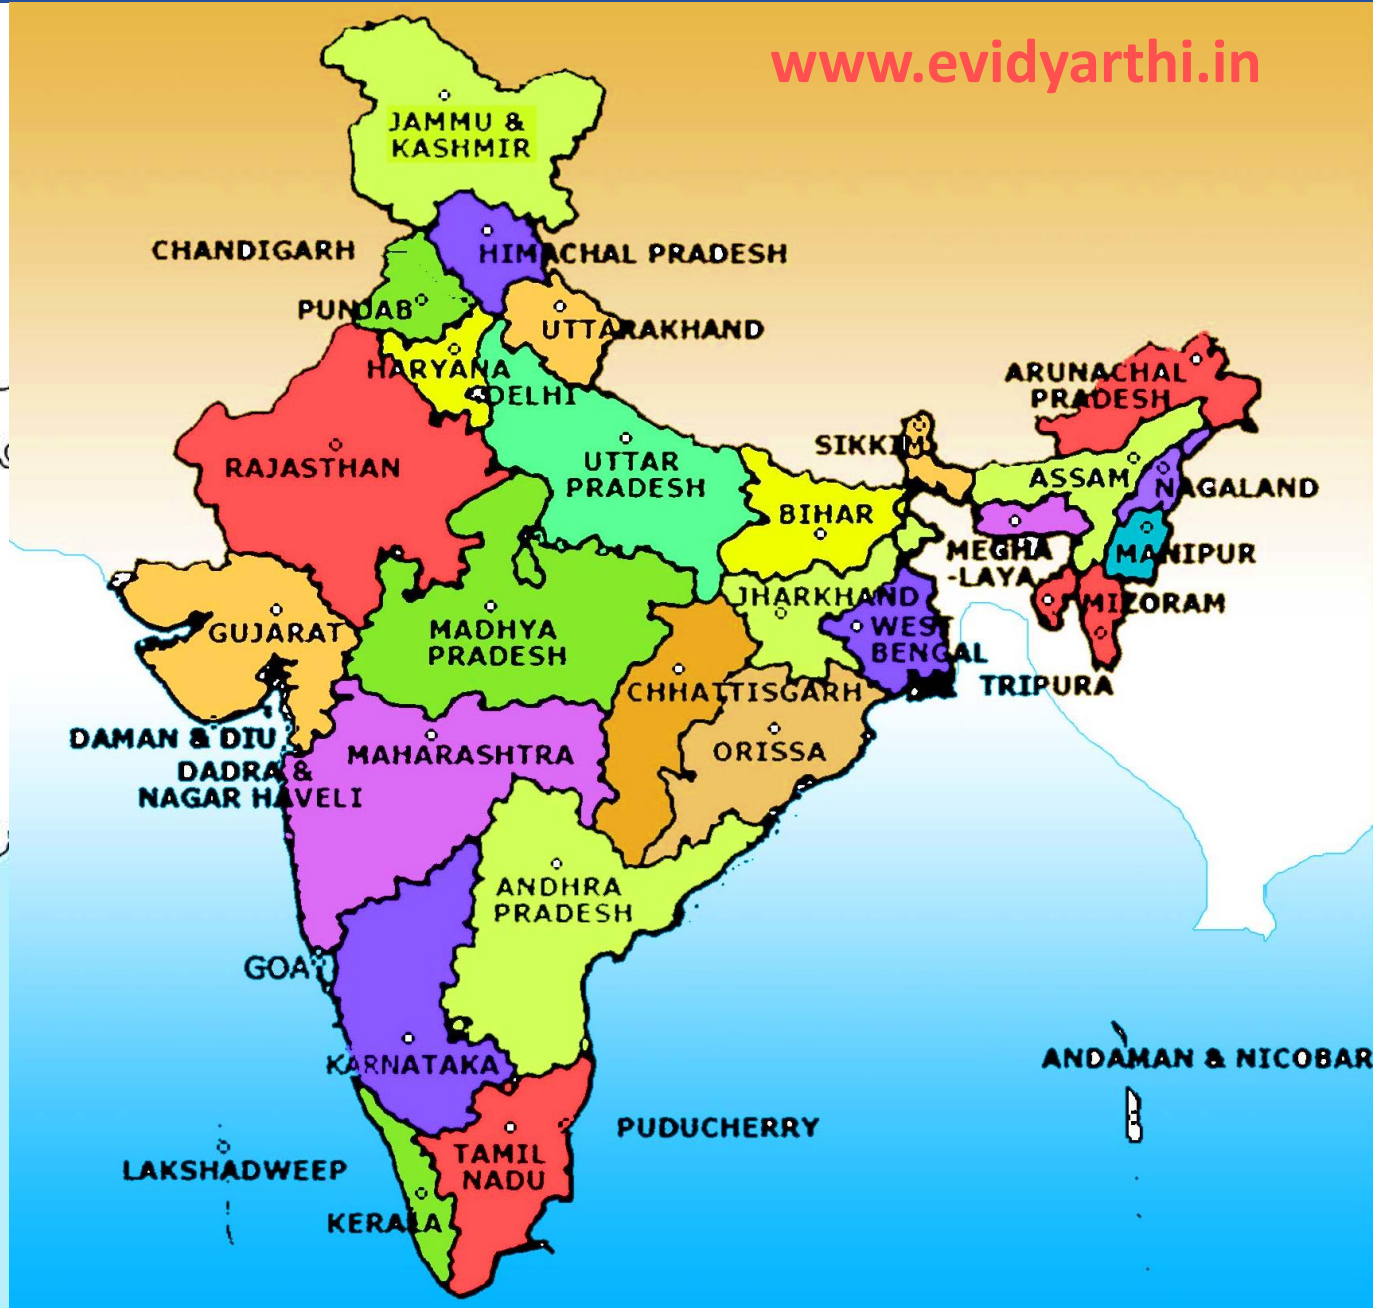 www.evidyarthi.in
JAMMU &
KASHMIR
CHANDIGARH
HIMACHAL PRADESH
PUNJAB
UTTARAKHAND
HARYANA
DELHI
ARUNACHAL
PRADESH
SIKKIM
RAJASTHAN
UTTAR
PRADESH
ASSAM
NAGALAND
BIHAR
MEGHA
-LAYA
MANIPUR
JHARKHAND
MIZORAM
GUJARAT
MADHYA
PRADESH
WEST
BENGAL
TRIPURA
CHHATTISGARH
DAMAN & DIU
MAHARASHTRA
ORISSA
DADRA &
NAGAR HAVELI
ANDHRA
PRADESH
GOA
KARNATAKA
ANDAMAN & NICOBAR
PUDUCHERRY
LAKSHADWEEP
TAMIL
NADU
KERALA